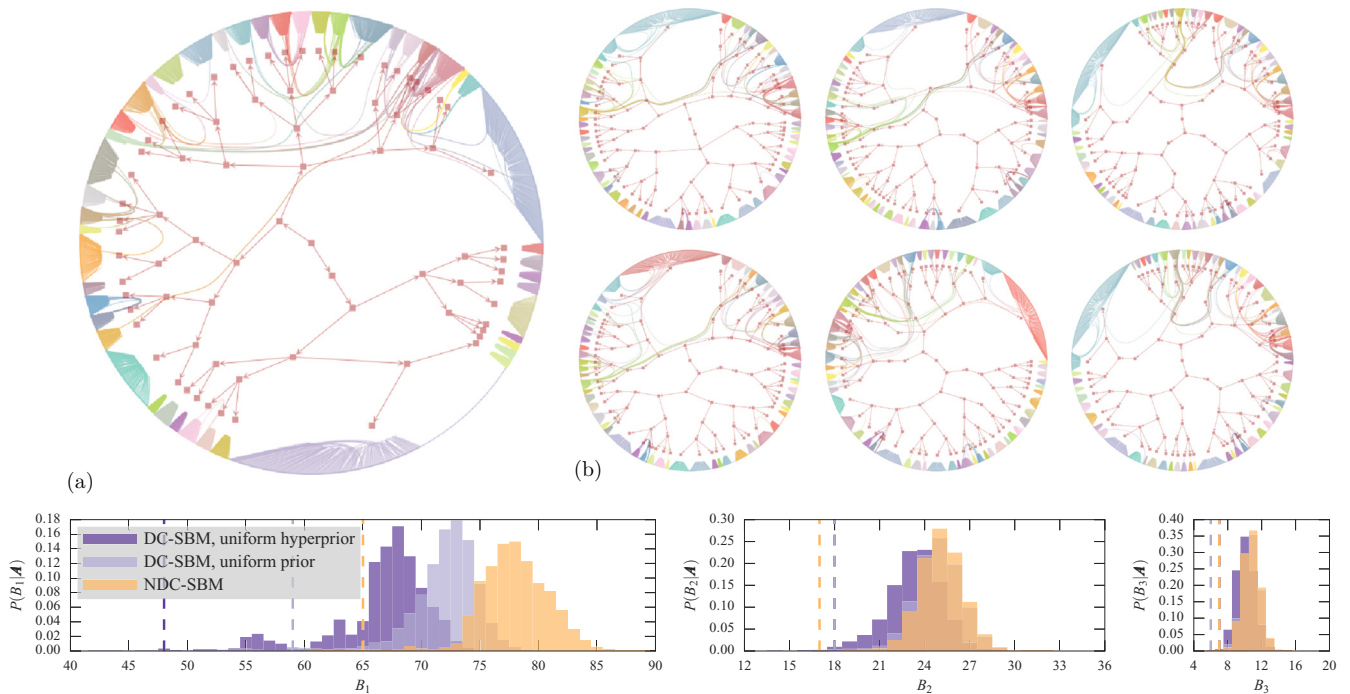 (a)
(b)
P(B₁|A)
0.18
0.16
0.14
0.12
0.10
0.08
0.06
0.04
0.02
0.00
DC-SBM, uniform hyperprior
DC-SBM, uniform prior
NDC-SBM
40 45 50 55 60 65 70 75 80 85 90
B₁
P(B₂|A)
0.30
0.25
0.20
0.15
0.10
0.05
0.00
12 15 18 21 24 27 30 33 36
B₂
P(B₃|A)
0.40
0.35
0.30
0.25
0.20
0.15
0.10
0.05
0.00
4 8 12 16 20
B₃